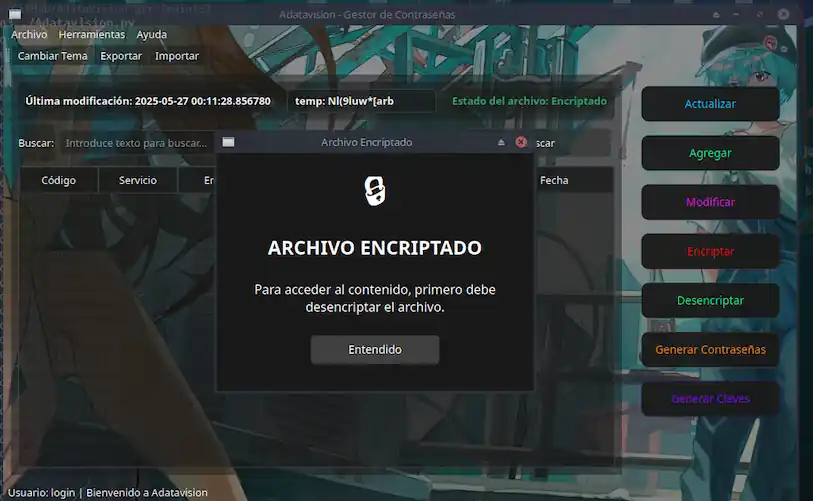 ./Adatavision.py
Adatavision - Gestor de Contraseñas
Archivo Herramientas Ayuda
Cambiar Tema Exportar Importar
Última modificación: 2025-05-27 00:11:28.856780
temp: Nl(9luw*[arb
Estado del archivo: Encriptado
Buscar: Introduce texto para buscar...
scar
Código Servicio Er
Fecha
Archivo Encriptado
ARCHIVO ENCRIPTADO
Para acceder al contenido, primero debe
desencriptar el archivo.
Entendido
Actualizar
Agregar
Modificar
Encriptar
Desencriptar
Generar Contraseñas
Generar Claves
Usuario: login | Bienvenido a Adatavision